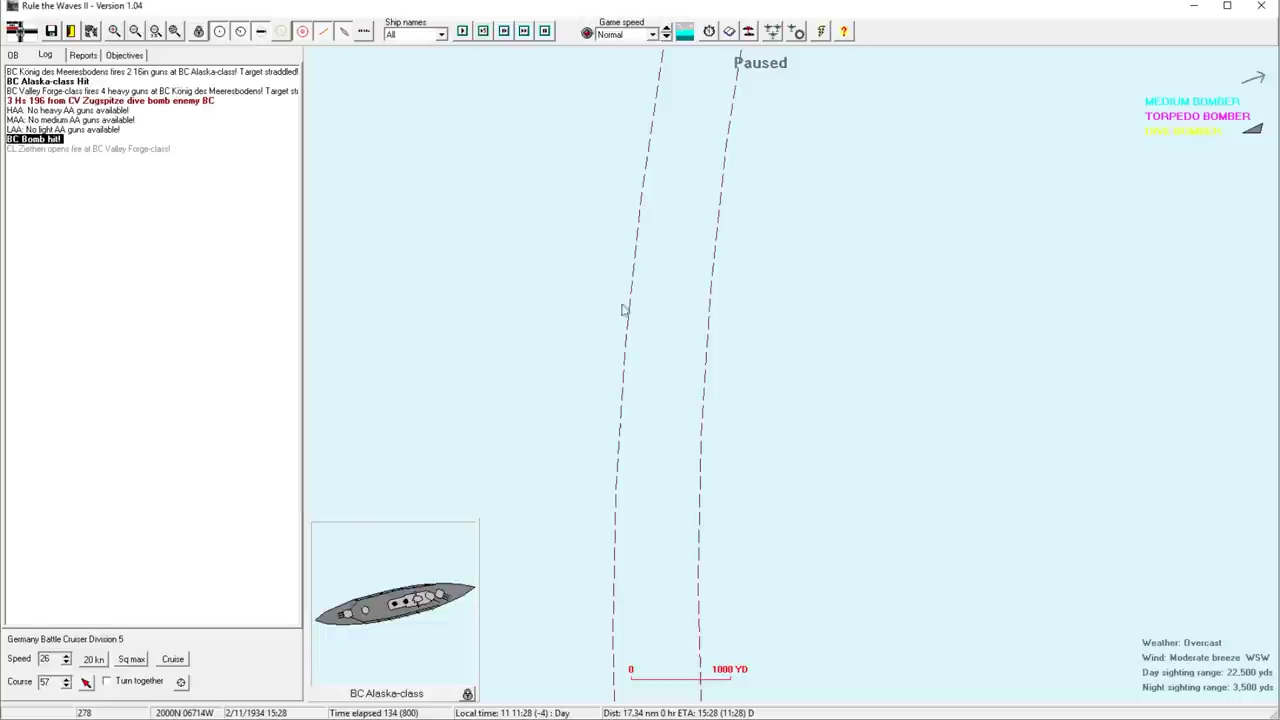 Rule the Waves II - Version 1.04
Ship names
All
Game speed
Normal
OB Log Reports Objectives
BC König des Meeresbodens fires 2 16in guns at BC Alaska-class! Target straddled!
BC Alaska-class Hit
BC Valley Forge-class fires 4 heavy guns at BC König des Meeresbodens! Target
3 Hs 196 from CV Zugspitze dive bomb enemy BC
HAA: No heavy AA guns available!
MAA: No medium AA guns available!
LAA: No light AA guns available!
BC Bomb hit!
CL Ziethen opens fire at BC Valley Forge-class!
Paused
MEDIUM BOMBER
TORPEDO BOMBER
DIVE BOMBER
Germany Battle Cruiser Division 5
Speed 26 20 kn Sq max Cruise
Course 57 Turn together
BC Alaska-class
0 1000 YD
Weather: Overcast
Wind: Moderate breeze WSW
Day sighting range: 22,500 yds
Night sighting range: 3,500 yds
278 2000N 06714W 2/11/1934 15:28 Time elapsed 134 (800) Local time: 11 11:28 (-4) : Day Dist: 17.34 nm 0 hr ETA: 15:28 (11:28) D